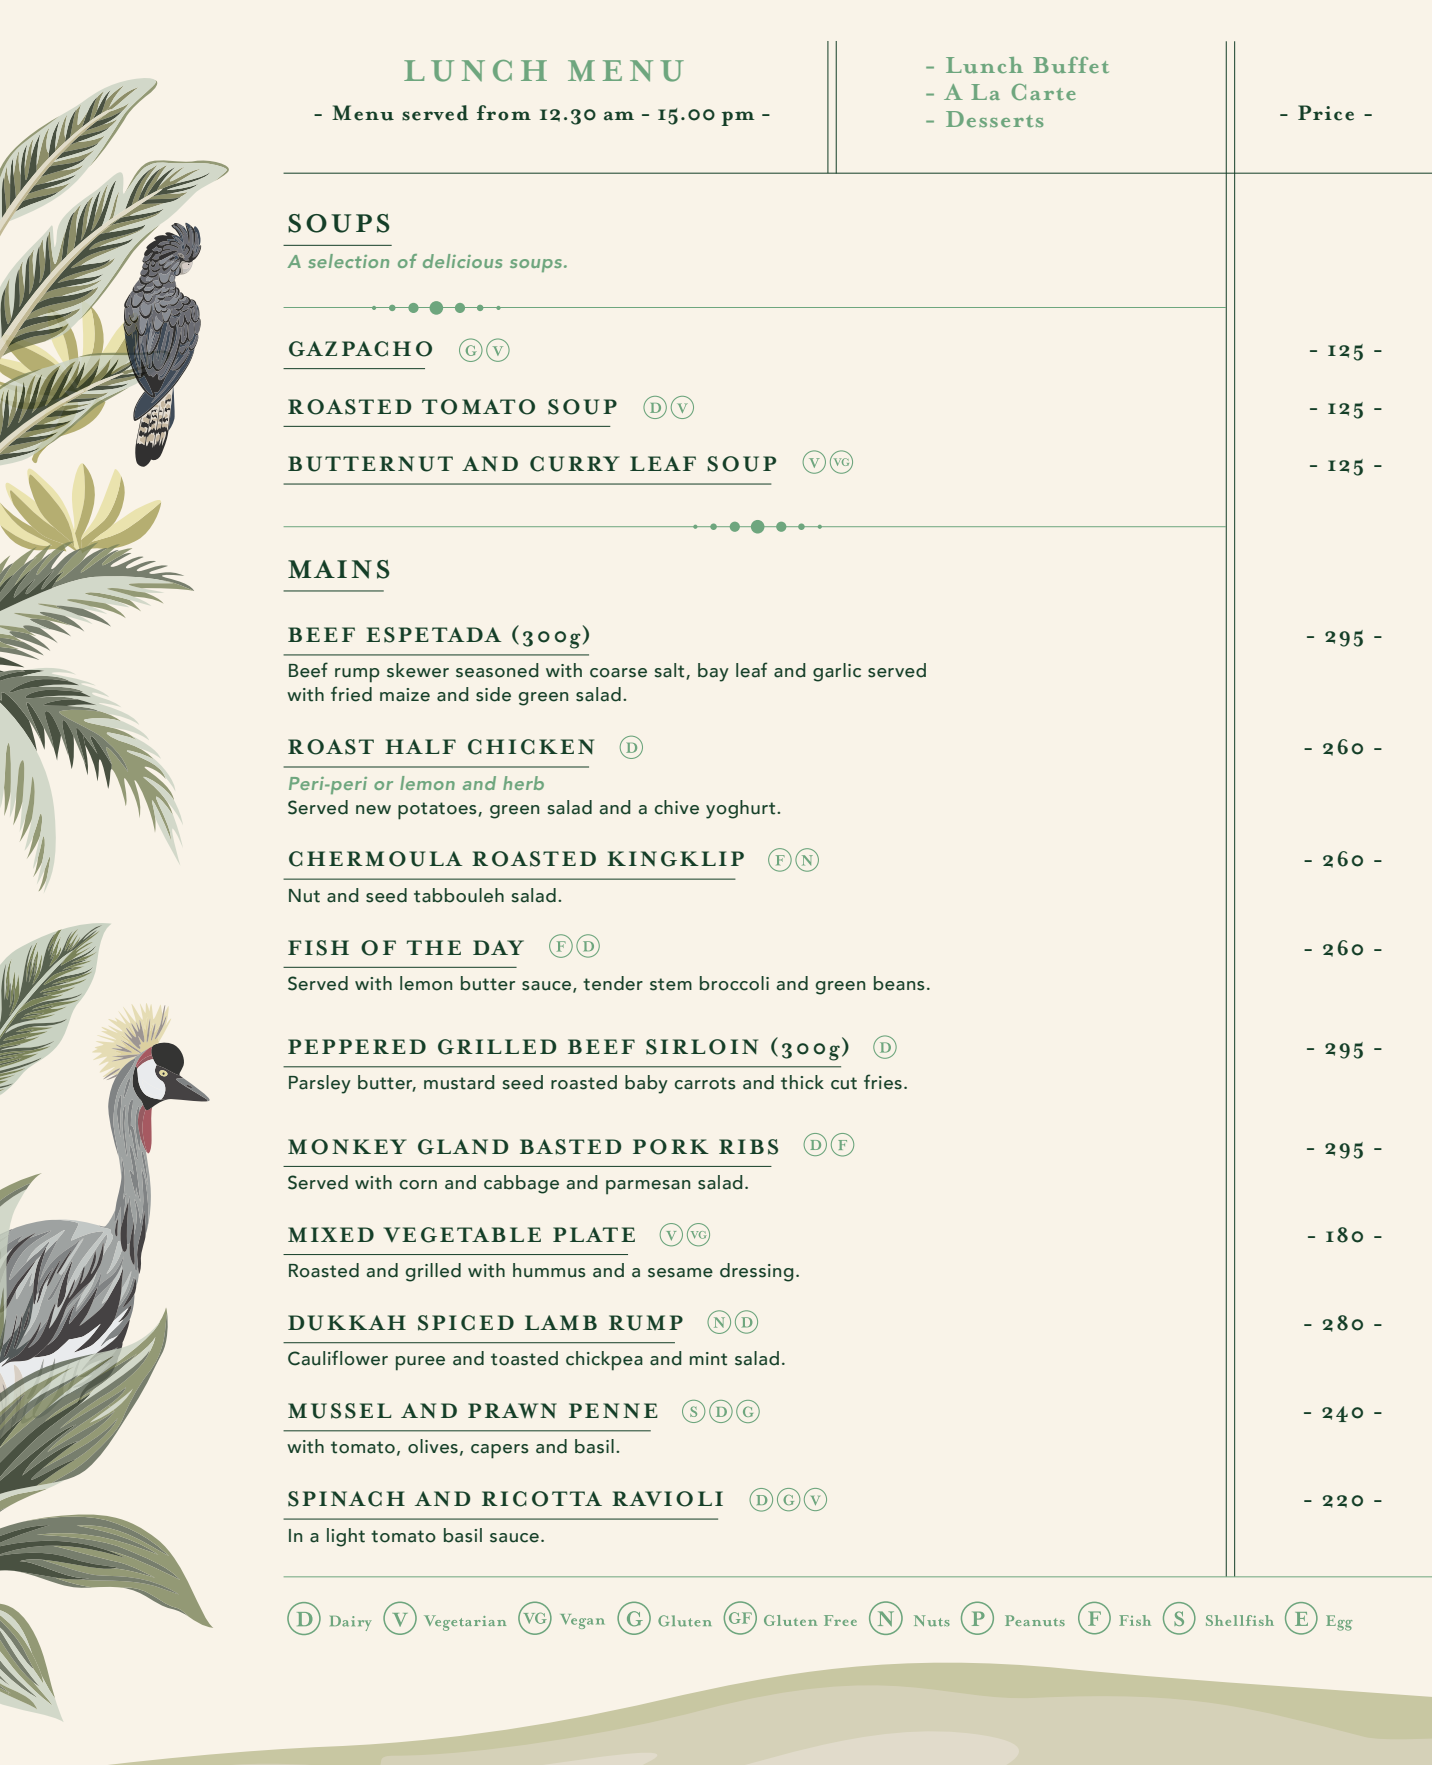 LUNCH MENU
- Menu served from 12.30 am - 15.00 pm -
- Lunch Buffet
- A La Carte
- Desserts
- Price -
SOUPS
A selection of delicious soups.
GAZPACHO G V - 125 -
ROASTED TOMATO SOUP D V - 125 -
BUTTERNUT AND CURRY LEAF SOUP V VG - 125 -
MAINS
BEEF ESPETADA (300g) - 295 -
Beef rump skewer seasoned with coarse salt, bay leaf and garlic served
with fried maize and side green salad.
ROAST HALF CHICKEN D - 260 -
Peri-peri or lemon and herb
Served new potatoes, green salad and a chive yoghurt.
CHERMOULA ROASTED KINGKLIP F N - 260 -
Nut and seed tabbouleh salad.
FISH OF THE DAY F D - 260 -
Served with lemon butter sauce, tender stem broccoli and green beans.
PEPPERED GRILLED BEEF SIRLOIN (300g) D - 295 -
Parsley butter, mustard seed roasted baby carrots and thick cut fries.
MONKEY GLAND BASTED PORK RIBS D F - 295 -
Served with corn and cabbage and parmesan salad.
MIXED VEGETABLE PLATE V VG - 180 -
Roasted and grilled with hummus and a sesame dressing.
DUKKAH SPICED LAMB RUMP N D - 280 -
Cauliflower puree and toasted chickpea and mint salad.
MUSSEL AND PRAWN PENNE S D G - 240 -
with tomato, olives, capers and basil.
SPINACH AND RICOTTA RAVIOLI D G V - 220 -
In a light tomato basil sauce.
D Dairy V Vegetarian VG Vegan G Gluten GF Gluten Free N Nuts P Peanuts F Fish S Shellfish E Egg